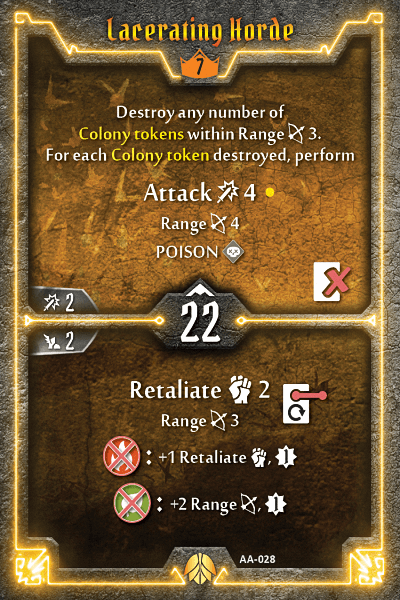 Lacerating Horde
7
Destroy any number of
Colony tokens within Range 3.
For each Colony token destroyed, perform
Attack 4
Range 4
POISON
2
22
2
Retaliate 2
Range 3
: +1 Retaliate , 1
: +2 Range , 1
AA-028